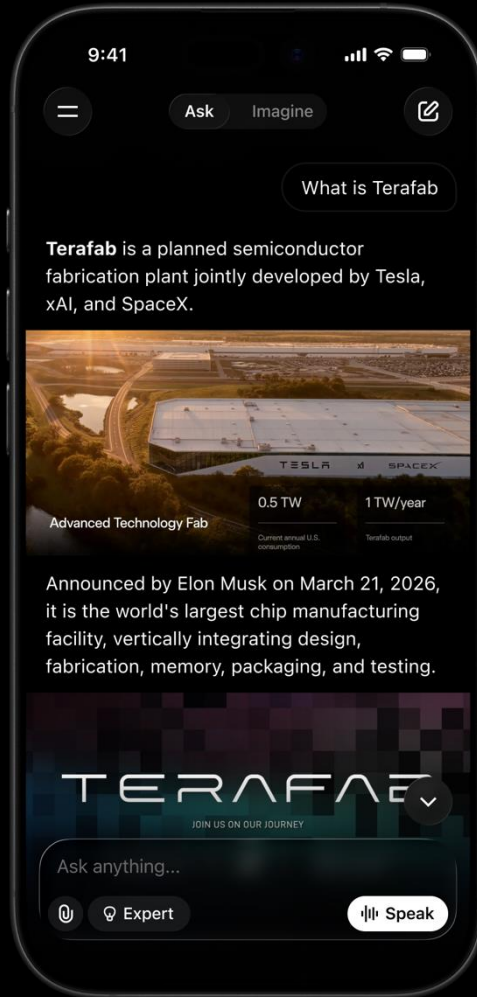 9:41
Ask Imagine
What is Terafab
Terafab is a planned semiconductor
fabrication plant jointly developed by Tesla,
xAI, and SpaceX.
TESLA xI SPACEX
0.5 TW 1 TW/year
Advanced Technology Fab
Current annual U.S. Terafab output
consumption
Announced by Elon Musk on March 21, 2026,
it is the world's largest chip manufacturing
facility, vertically integrating design,
fabrication, memory, packaging, and testing.
TERAFAB
JOIN US ON OUR JOURNEY
Ask anything...
Expert Speak